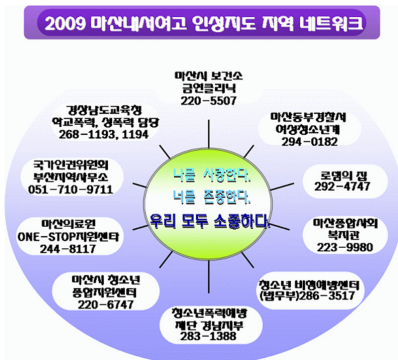 2009 마산내서여고 인성지도 지역 네트워크
마산시 보건소
금연클리닉
220-5507
경상남도교육청
학교폭력, 성폭력 담당
268-1193, 1194
마산동부경찰서
여성청소년계
294-0182
국가인권위원회
부산지역사무소
051-710-9711
나를 사랑한다.
너를 존중한다.
우리 모두 소중하다.
로뎀의 집
292-4747
마산의료원
ONE-STOP지원센타
244-8117
마산종합사회
복지관
223-9980
마산시 청소년
종합지원센터
220-6747
청소년 비행예방센터
(법무부)286-3517
청소년폭력예방
재단 경남지부
283-1388